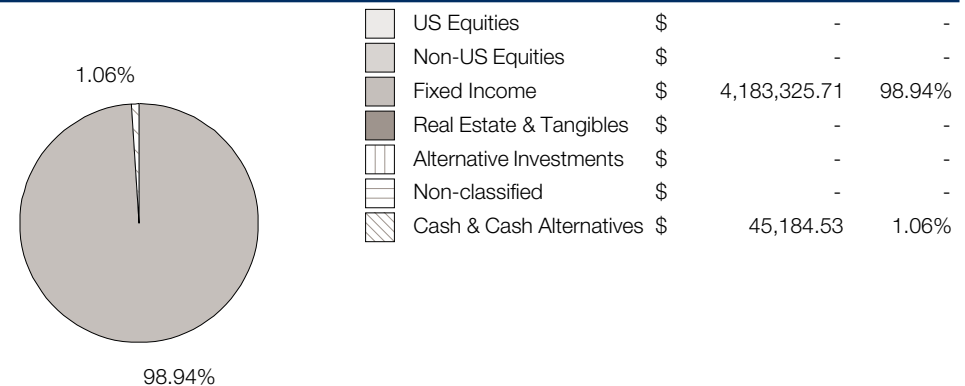 US Equities $ - -
Non-US Equities $ - -
1.06%
Fixed Income $ 4,183,325.71 98.94%
Real Estate & Tangibles $ - -
Alternative Investments $ - -
Non-classified $ - -
Cash & Cash Alternatives $ 45,184.53 1.06%
98.94%